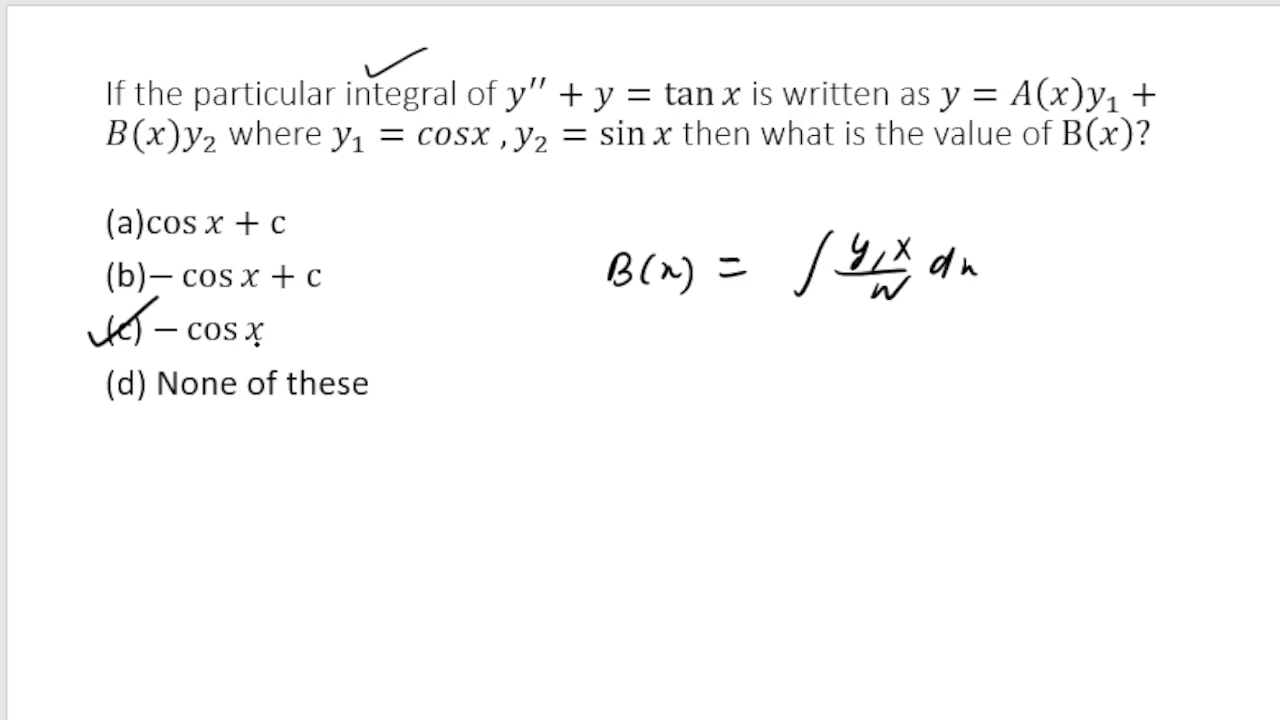 If the particular integral of y′′ + y = tan x is written as y = A(x)y₁ +
B(x)y₂ where y₁ = cosx , y₂ = sin x then what is the value of B(x)?
(a)cos x + c
(b)− cos x + c
(c) − cos x
(d) None of these
B(x) = ∫ y₁X / W dx